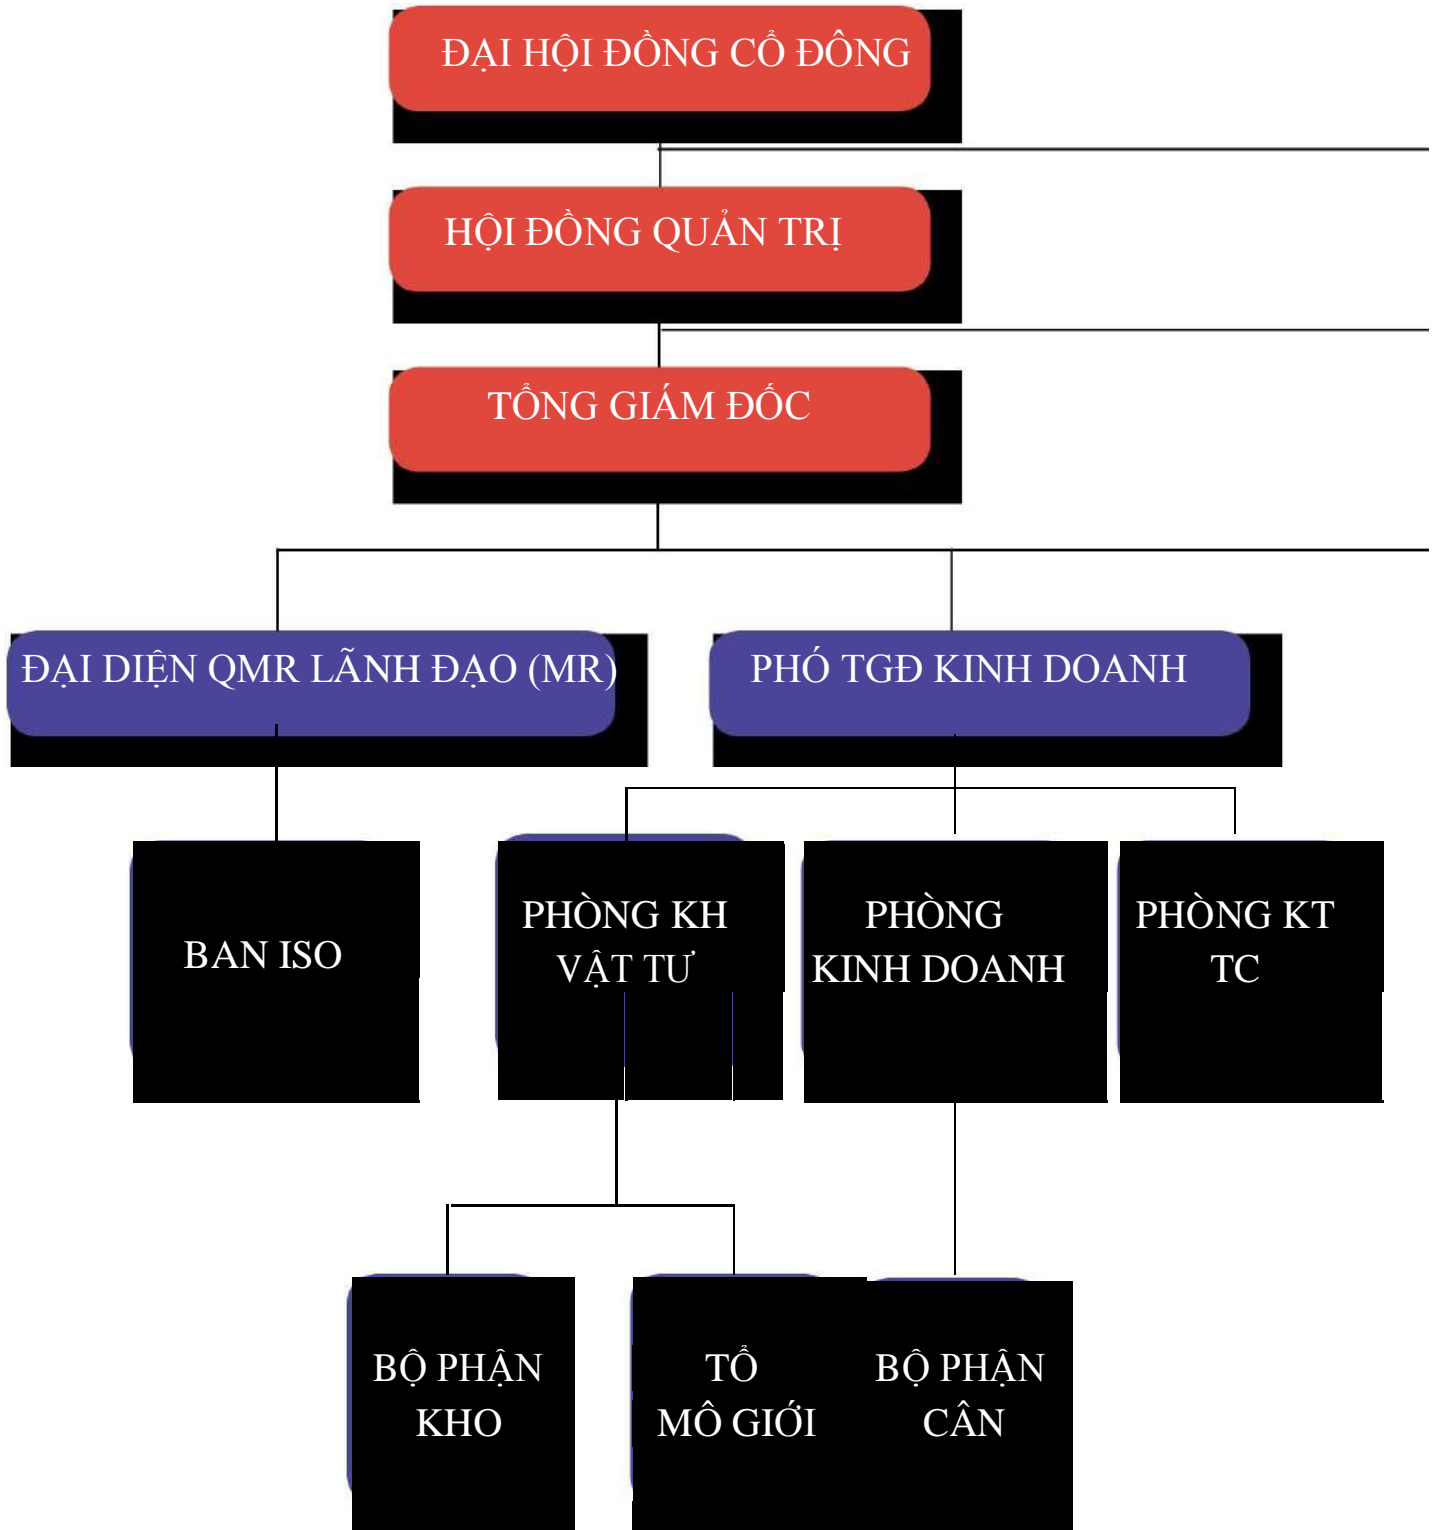 ĐẠI HỘI ĐỒNG CỔ ĐÔNG
HỘI ĐỒNG QUẢN TRỊ
TỔNG GIÁM ĐỐC
ĐẠI DIỆN QMR LÃNH ĐẠO (MR)
PHÓ TGĐ KINH DOANH
BAN ISO
PHÒNG KH
VẬT TƯ
PHÒNG
KINH DOANH
PHÒNG KT
TC
BỘ PHẬN
KHO
TỔ
MÔ GIỚI
BỘ PHẬN
CÂN